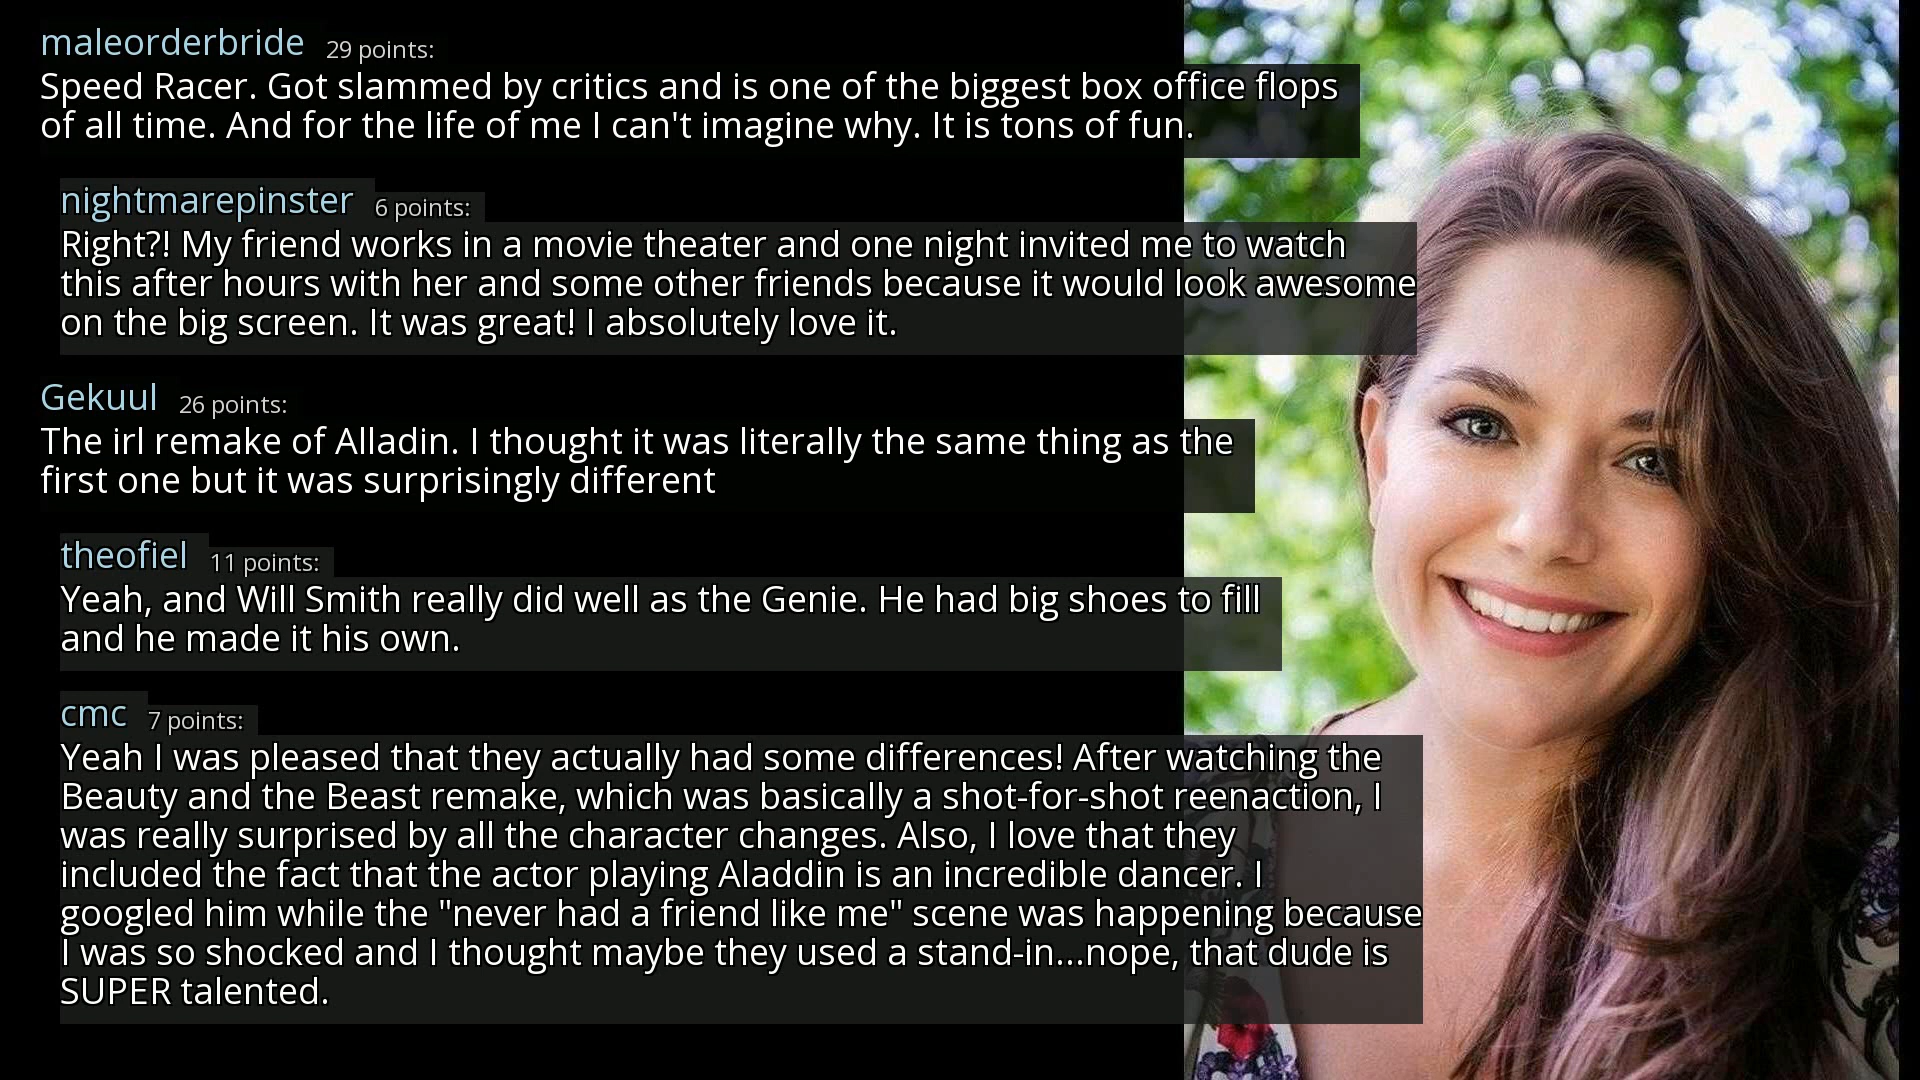 maleorderbride 29 points:
Speed Racer. Got slammed by critics and is one of the biggest box office flops
of all time. And for the life of me I can't imagine why. It is tons of fun.
nightmarepinster 6 points:
Right?! My friend works in a movie theater and one night invited me to watch
this after hours with her and some other friends because it would look awesome
on the big screen. It was great! I absolutely love it.
Gekuul 26 points:
The irl remake of Alladin. I thought it was literally the same thing as the
first one but it was surprisingly different
theofiel 11 points:
Yeah, and Will Smith really did well as the Genie. He had big shoes to fill
and he made it his own.
cmc 7 points:
Yeah I was pleased that they actually had some differences! After watching the
Beauty and the Beast remake, which was basically a shot-for-shot reenaction, I
was really surprised by all the character changes. Also, I love that they
included the fact that the actor playing Aladdin is an incredible dancer. I
googled him while the "never had a friend like me" scene was happening because
I was so shocked and I thought maybe they used a stand-in...nope, that dude is
SUPER talented.